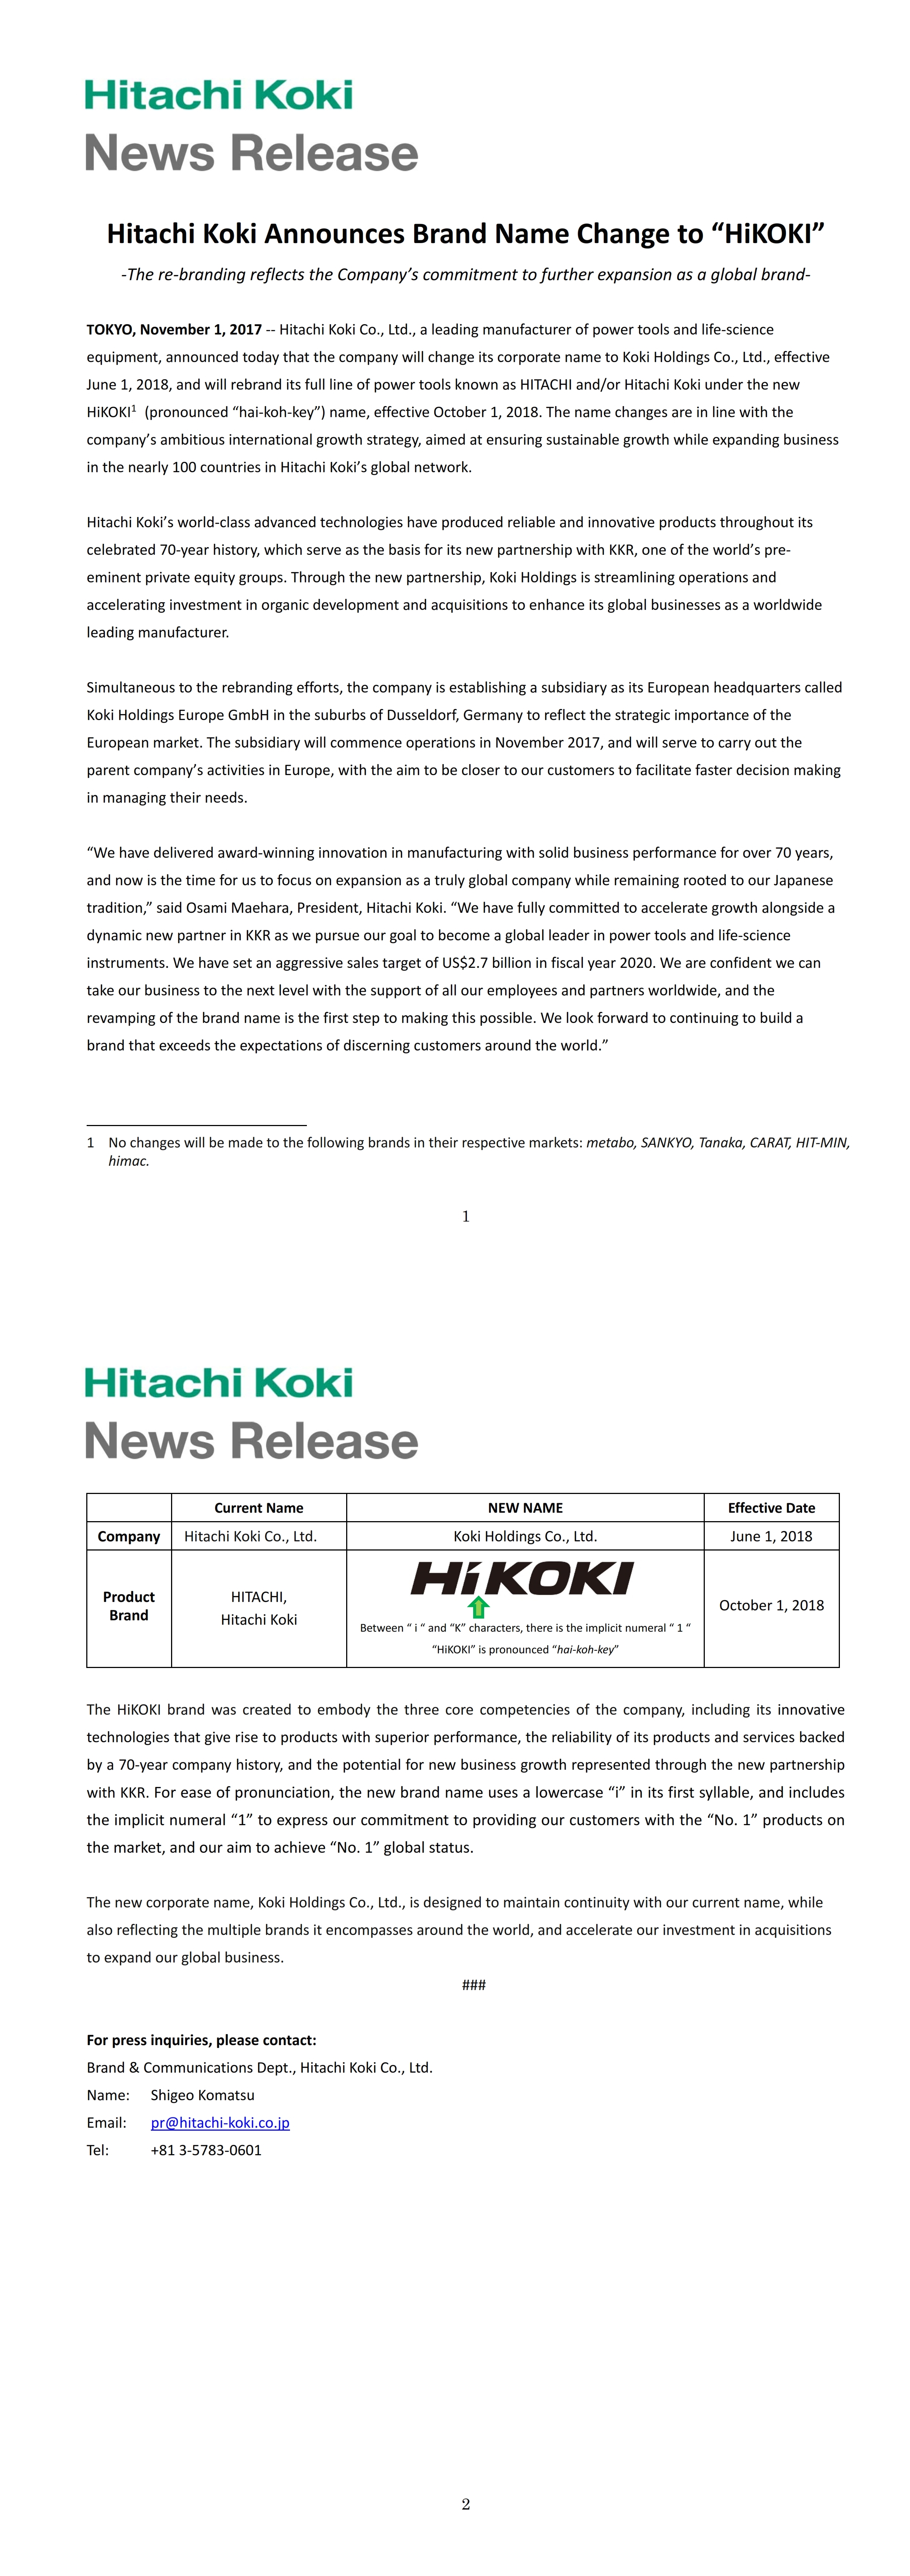 Hitachi Koki
News Release
Hitachi Koki Announces Brand Name Change to “HiKOKI”
-The re-branding reflects the Company’s commitment to further expansion as a global brand-
TOKYO, November 1, 2017 -- Hitachi Koki Co., Ltd., a leading manufacturer of power tools and life-science
equipment, announced today that the company will change its corporate name to Koki Holdings Co., Ltd., effective
June 1, 2018, and will rebrand its full line of power tools known as HITACHI and/or Hitachi Koki under the new
HiKOKI1 (pronounced “hai-koh-key”) name, effective October 1, 2018. The name changes are in line with the
company’s ambitious international growth strategy, aimed at ensuring sustainable growth while expanding business
in the nearly 100 countries in Hitachi Koki’s global network.
Hitachi Koki’s world-class advanced technologies have produced reliable and innovative products throughout its
celebrated 70-year history, which serve as the basis for its new partnership with KKR, one of the world’s pre-
eminent private equity groups. Through the new partnership, Koki Holdings is streamlining operations and
accelerating investment in organic development and acquisitions to enhance its global businesses as a worldwide
leading manufacturer.
Simultaneous to the rebranding efforts, the company is establishing a subsidiary as its European headquarters called
Koki Holdings Europe GmbH in the suburbs of Dusseldorf, Germany to reflect the strategic importance of the
European market. The subsidiary will commence operations in November 2017, and will serve to carry out the
parent company’s activities in Europe, with the aim to be closer to our customers to facilitate faster decision making
in managing their needs.
“We have delivered award-winning innovation in manufacturing with solid business performance for over 70 years,
and now is the time for us to focus on expansion as a truly global company while remaining rooted to our Japanese
tradition,” said Osami Maehara, President, Hitachi Koki. “We have fully committed to accelerate growth alongside a
dynamic new partner in KKR as we pursue our goal to become a global leader in power tools and life-science
instruments. We have set an aggressive sales target of US$2.7 billion in fiscal year 2020. We are confident we can
take our business to the next level with the support of all our employees and partners worldwide, and the
revamping of the brand name is the first step to making this possible. We look forward to continuing to build a
brand that exceeds the expectations of discerning customers around the world.”
1 No changes will be made to the following brands in their respective markets: metabo, SANKYO, Tanaka, CARAT, HIT-MIN,
himac.
1
Hitachi Koki
News Release
Current Name NEW NAME Effective Date
Company Hitachi Koki Co., Ltd. Koki Holdings Co., Ltd. June 1, 2018
Product Brand HITACHI, Hitachi Koki HiKOKI October 1, 2018
Between “ i “ and “K” characters, there is the implicit numeral “ 1 “
“HiKOKI” is pronounced “hai-koh-key”
The HiKOKI brand was created to embody the three core competencies of the company, including its innovative
technologies that give rise to products with superior performance, the reliability of its products and services backed
by a 70-year company history, and the potential for new business growth represented through the new partnership
with KKR. For ease of pronunciation, the new brand name uses a lowercase “i” in its first syllable, and includes
the implicit numeral “1” to express our commitment to providing our customers with the “No. 1” products on
the market, and our aim to achieve “No. 1” global status.
The new corporate name, Koki Holdings Co., Ltd., is designed to maintain continuity with our current name, while
also reflecting the multiple brands it encompasses around the world, and accelerate our investment in acquisitions
to expand our global business.
###
For press inquiries, please contact:
Brand & Communications Dept., Hitachi Koki Co., Ltd.
Name: Shigeo Komatsu
Email: pr@hitachi-koki.co.jp
Tel: +81 3-5783-0601
2